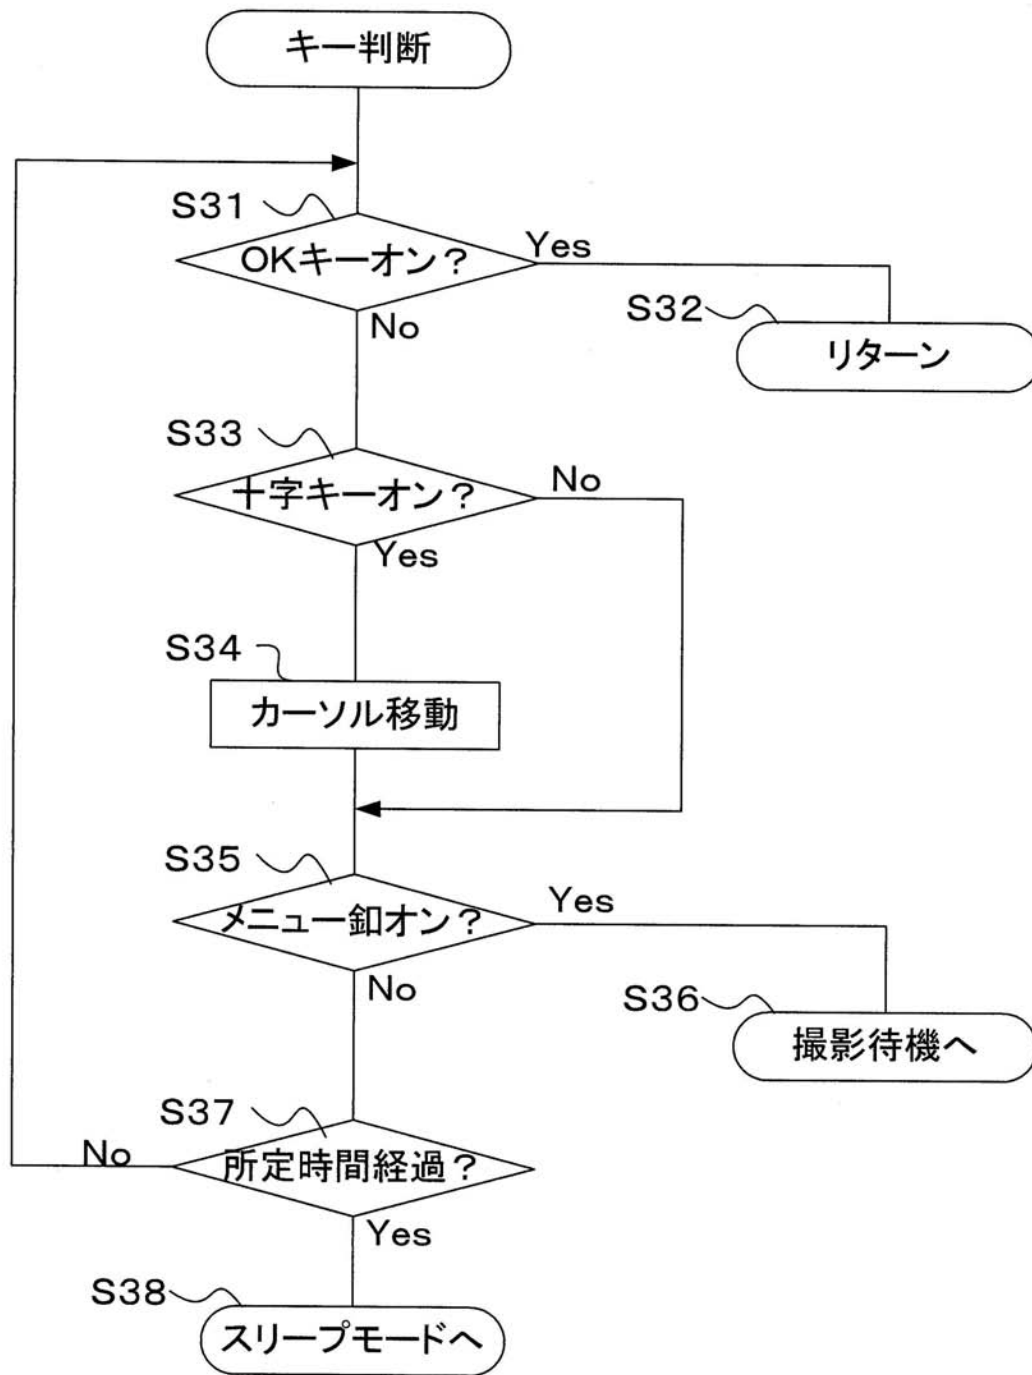 キー判断
S31
OKキーオン？
Yes
No
S32
リターン
S33
十字キーオン？
No
Yes
S34
カーソル移動
S35
メニュー釦オン？
Yes
No
S36
撮影待機へ
S37
所定時間経過？
No
Yes
S38
スリープモードへ